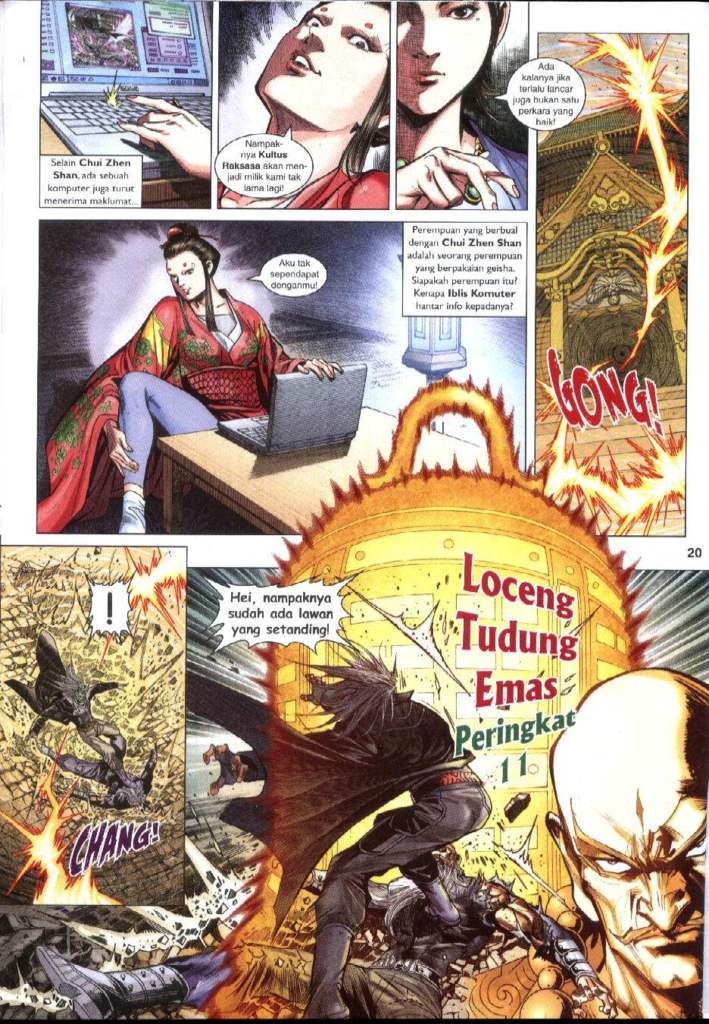 Selain Chui Zhen
Shan, ada sebuah
komputer juga turut
menerima maklumat...
Nampak-
nya Kultus
Raksasa akan men-
jadi milik kami tak
lama lagi!
Ada
kalanya jika
terlalu lancar
juga bukan satu
perkara yang
baik!
Aku tak
sependapat
denganmu!
Perempuan yang berbual
dengan Chui Zhen Shan
adalah seorang perempuan
yang berpakaian geisha.
Siapakah perempuan itu?
Kenapa Iblis Komuter
hantar info kepadanya?
GONG!
20
!
CHANG!
Hei, nampaknya
sudah ada lawan
yang setanding!
Loceng
Tudung
Emas
Peringkat
11